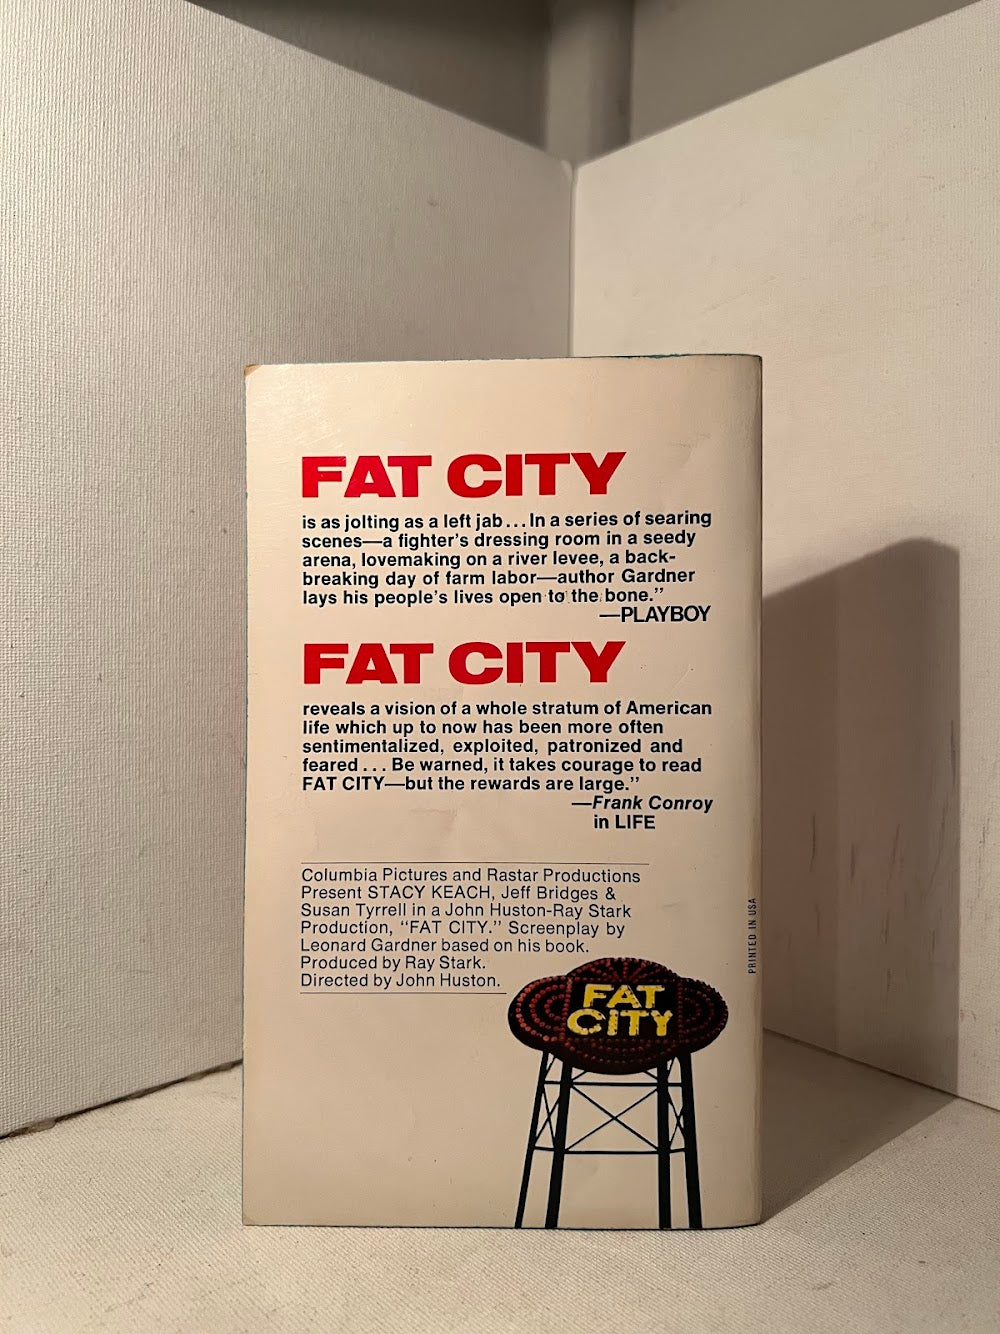 FAT CITY
is as jolting as a left jab...In a series of searing
scenes—a fighter's dressing room in a seedy
arena, lovemaking on a river levee, a back-
breaking day of farm labor—author Gardner
lays his people's lives open to the bone."
—PLAYBOY
FAT CITY
reveals a vision of a whole stratum of American
life which up to now has been more often
sentimentalized, exploited, patronized and
feared...Be warned, it takes courage to read
FAT CITY—but the rewards are large."
—Frank Conroy
in LIFE
Columbia Pictures and Rastar Productions
Present STACY KEACH, Jeff Bridges &
Susan Tyrrell in a John Huston-Ray Stark
Production, "FAT CITY." Screenplay by
Leonard Gardner based on his book.
Produced by Ray Stark.
Directed by John Huston.
FAT
CITY
PRINTED IN USA